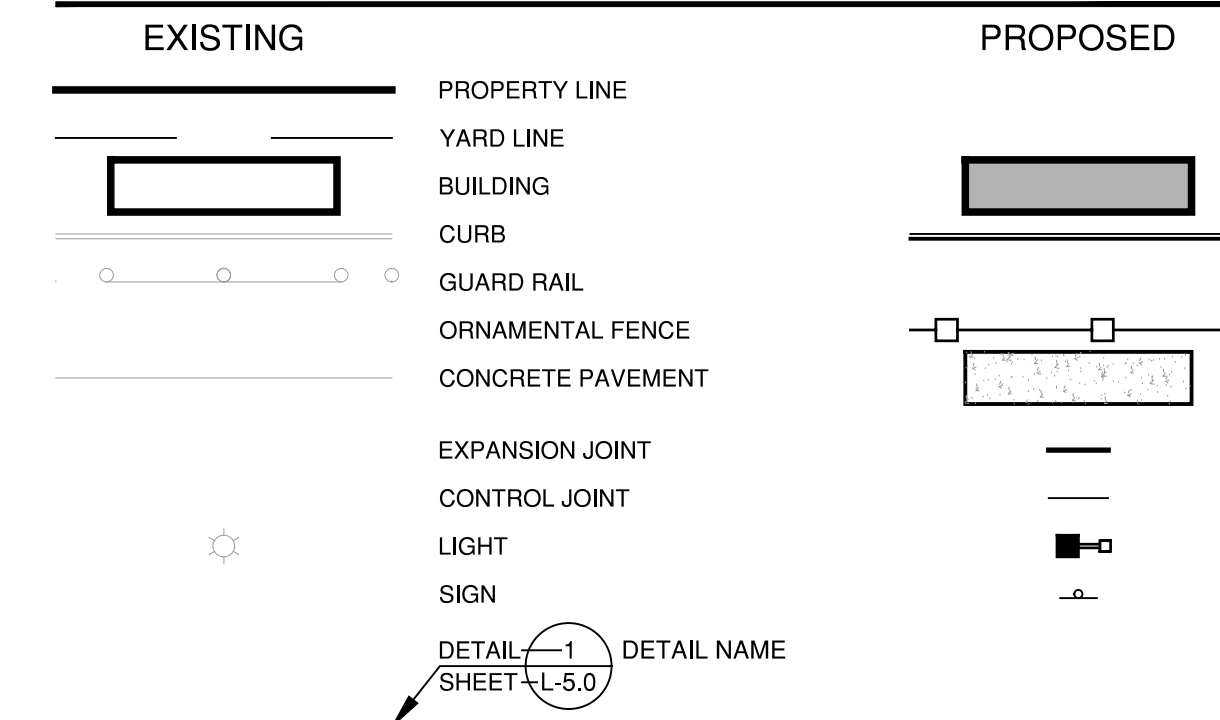 EXISTING PROPOSED
PROPERTY LINE
YARD LINE
BUILDING
CURB
GUARD RAIL
ORNAMENTAL FENCE
CONCRETE PAVEMENT
EXPANSION JOINT
CONTROL JOINT
LIGHT
SIGN
DETAIL 1 DETAIL NAME
SHEET L-5.0